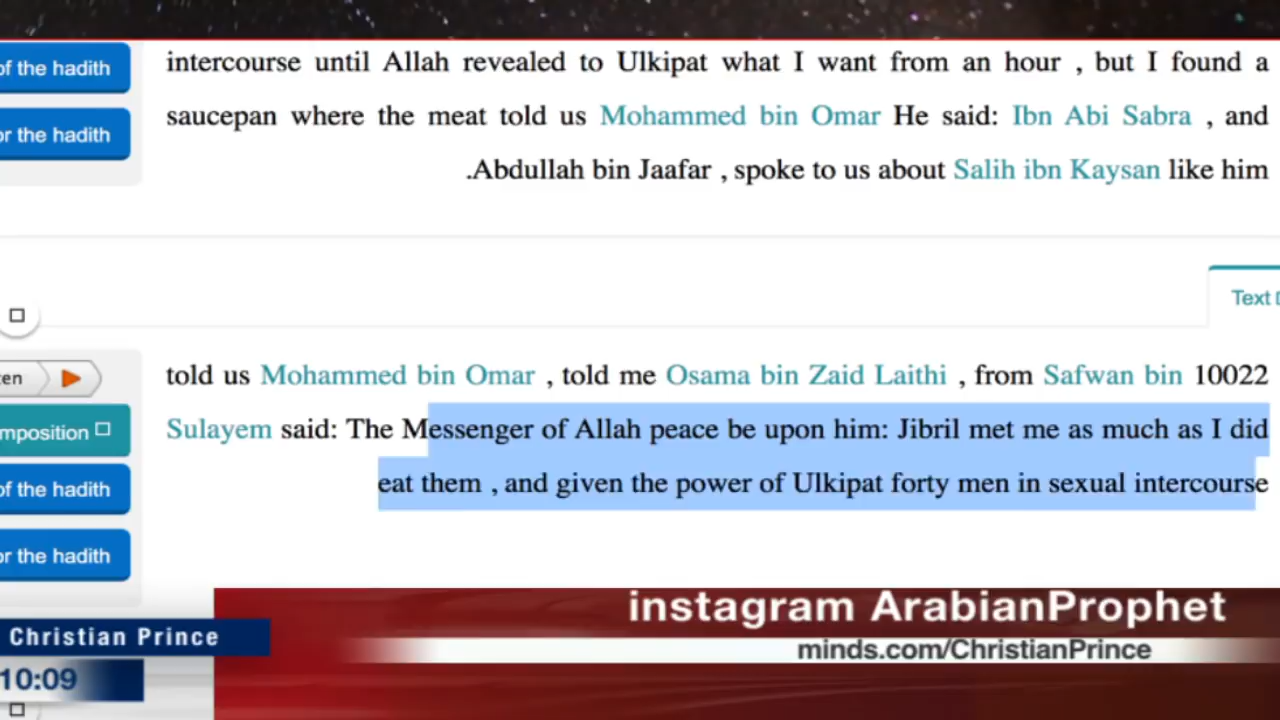 of the hadith
or the hadith
intercourse until Allah revealed to Ulkipat what I want from an hour , but I found a
saucepan where the meat told us Mohammed bin Omar He said: Ibn Abi Sabra , and
.Abdullah bin Jaafar , spoke to us about Salih ibn Kaysan like him
Text
ten
mposition
of the hadith
or the hadith
told us Mohammed bin Omar , told me Osama bin Zaid Laithi , from Safwan bin 10022
Sulayem said: The Messenger of Allah peace be upon him: Jibril met me as much as I did
eat them , and given the power of Ulkipat forty men in sexual intercourse
instagram ArabianProphet
minds.com/ChristianPrince
Christian Prince
10:09